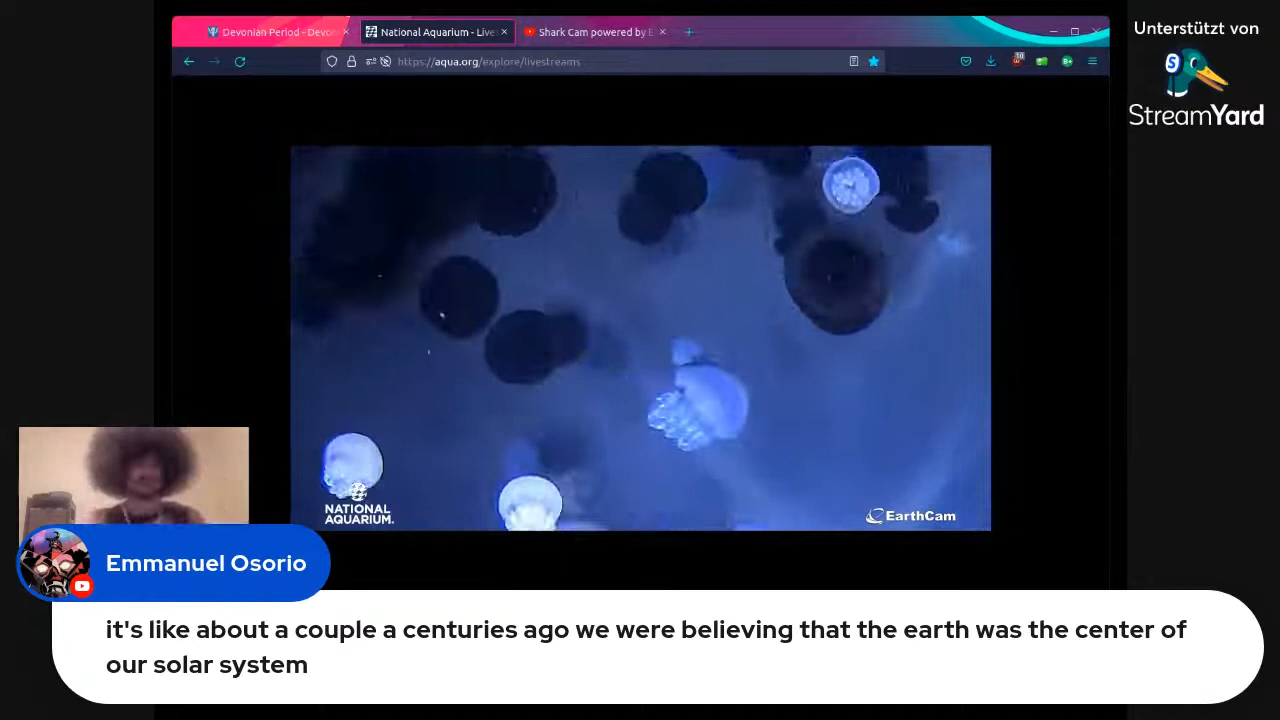 Devonian Period – Devon
National Aquarium - Live
Shark Cam powered by E
Unterstützt von
https://aqua.org/explore/livestreams
10
B+
S
StreamYard
NATIONAL
AQUARIUM.
EarthCam
Emmanuel Osorio
it's like about a couple a centuries ago we were believing that the earth was the center of
our solar system